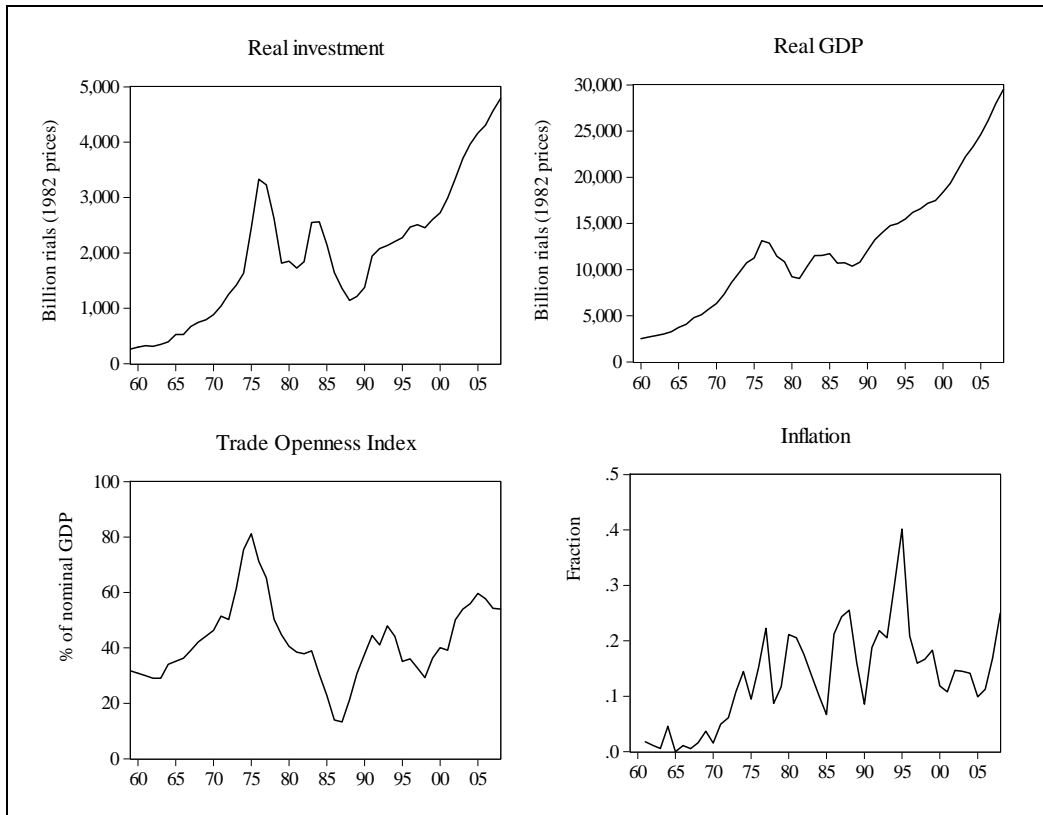 Real investment
Billion rials (1982 prices)
5,000
4,000
3,000
2,000
1,000
0
60 65 70 75 80 85 90 95 00 05
Real GDP
Billion rials (1982 prices)
30,000
25,000
20,000
15,000
10,000
5,000
0
60 65 70 75 80 85 90 95 00 05
Trade Openness Index
% of nominal GDP
100
80
60
40
20
0
60 65 70 75 80 85 90 95 00 05
Inflation
Fraction
.5
.4
.3
.2
.1
.0
60 65 70 75 80 85 90 95 00 05